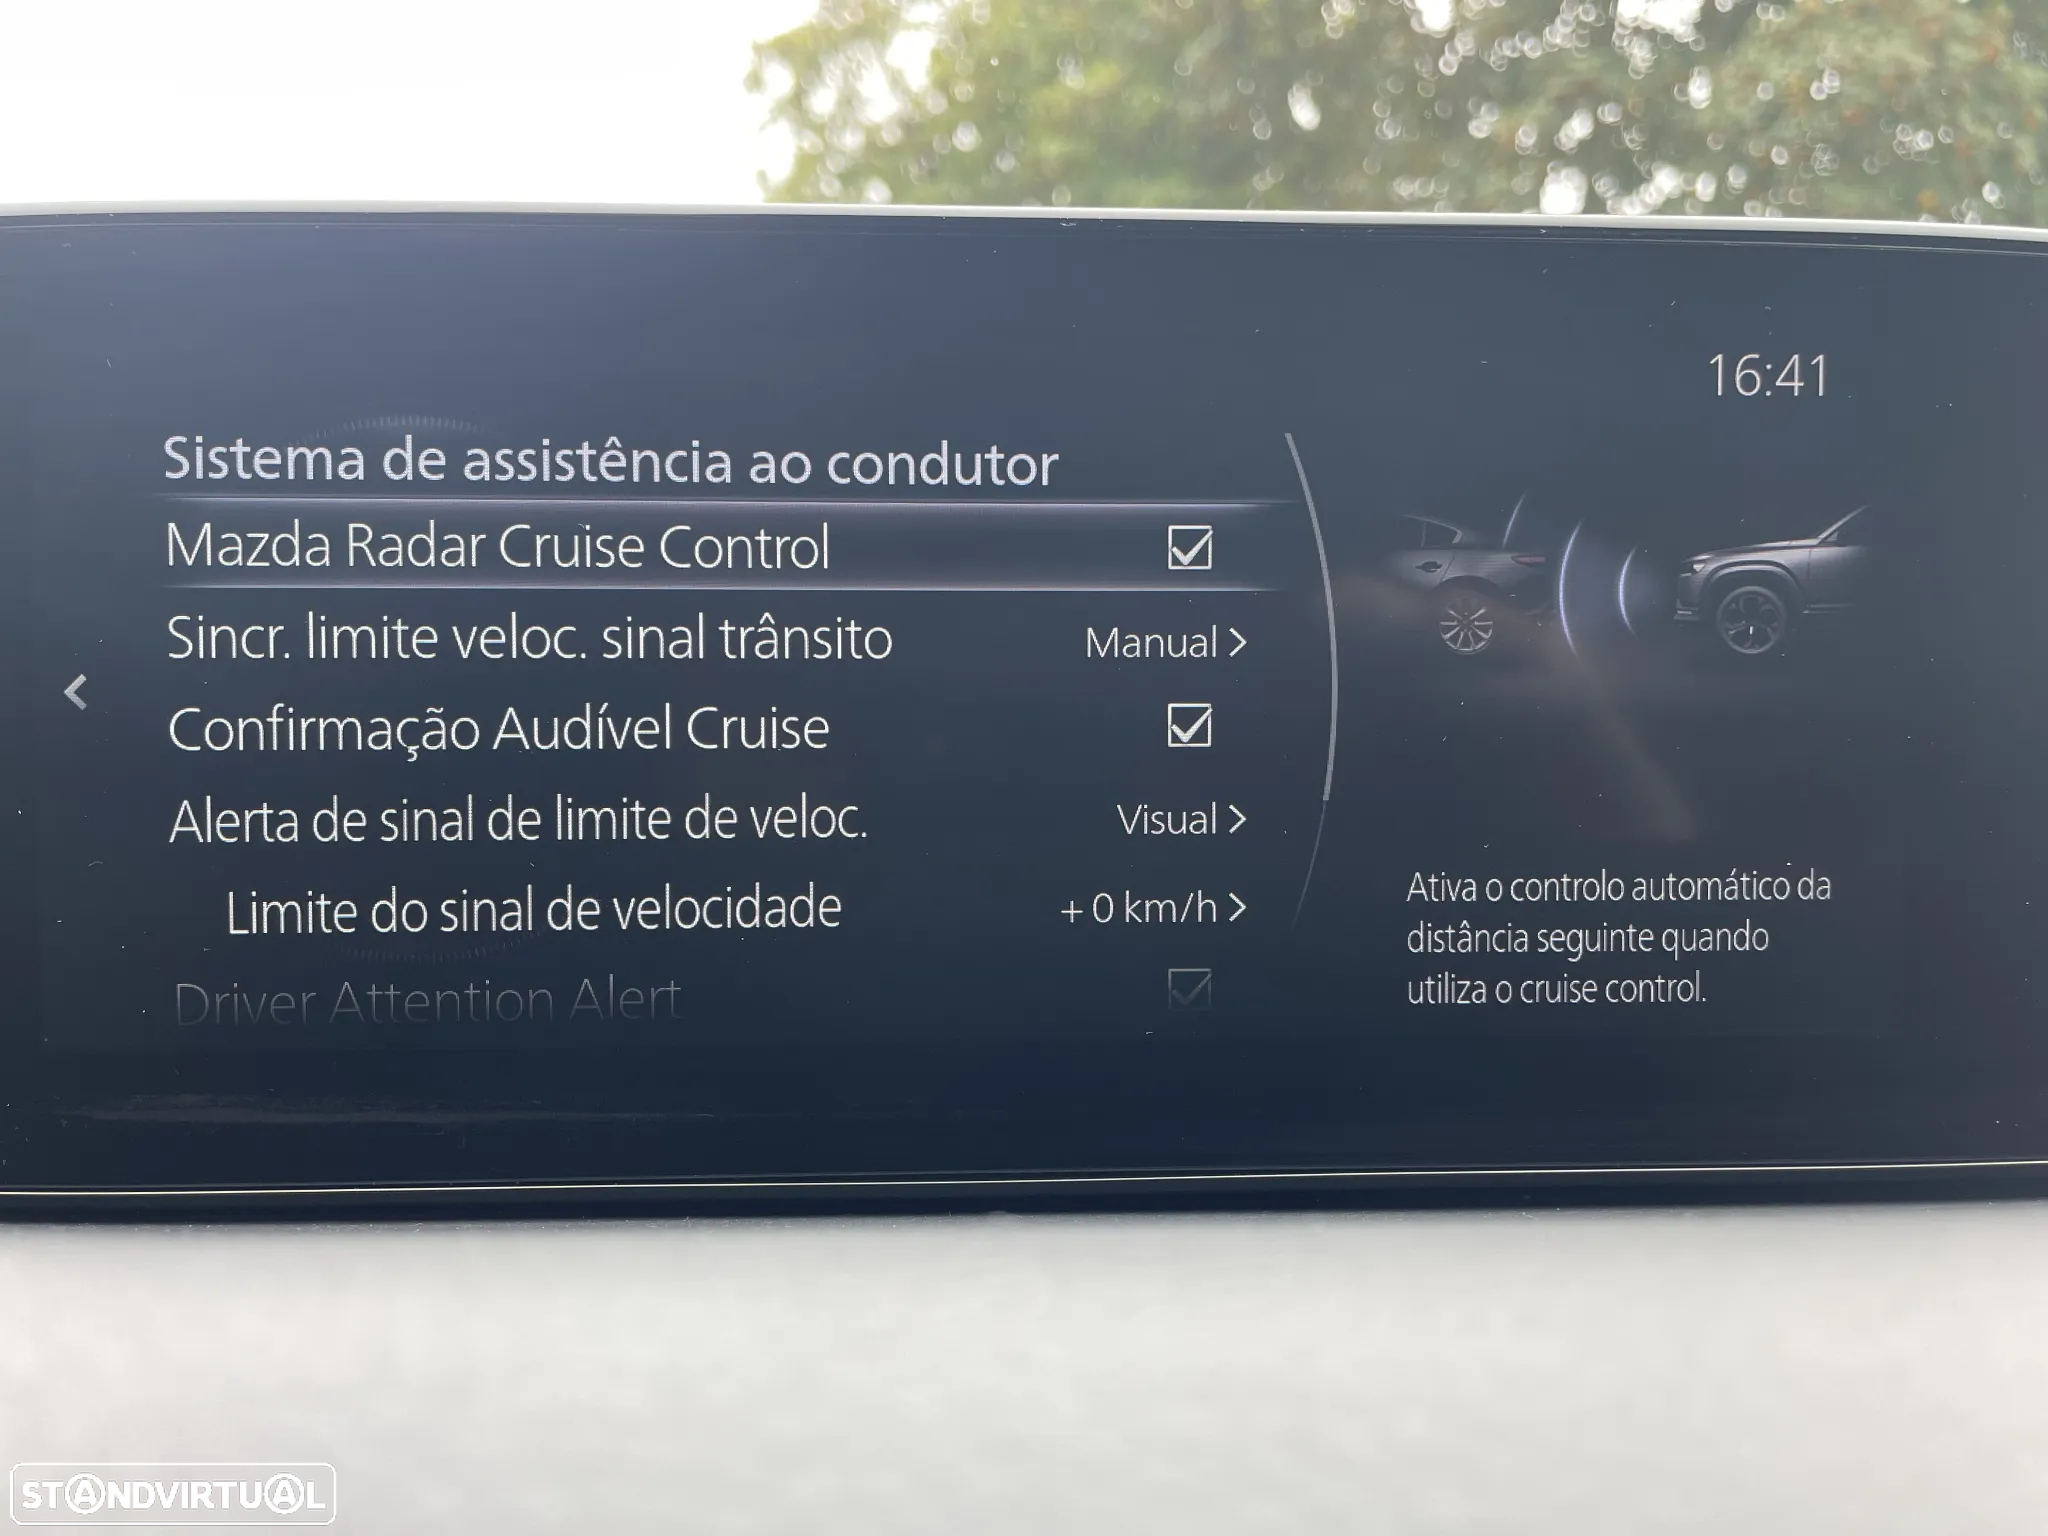 16:41
Sistema de assistência ao condutor
Mazda Radar Cruise Control
Sincr. limite veloc. sinal trânsito Manual >
Confirmação Audível Cruise
Alerta de sinal de limite de veloc. Visual >
Limite do sinal de velocidade +0 km/h >
Driver Attention Alert
Ativa o controlo automático da
distância seguinte quando
utiliza o cruise control.
STANDVIRTUAL